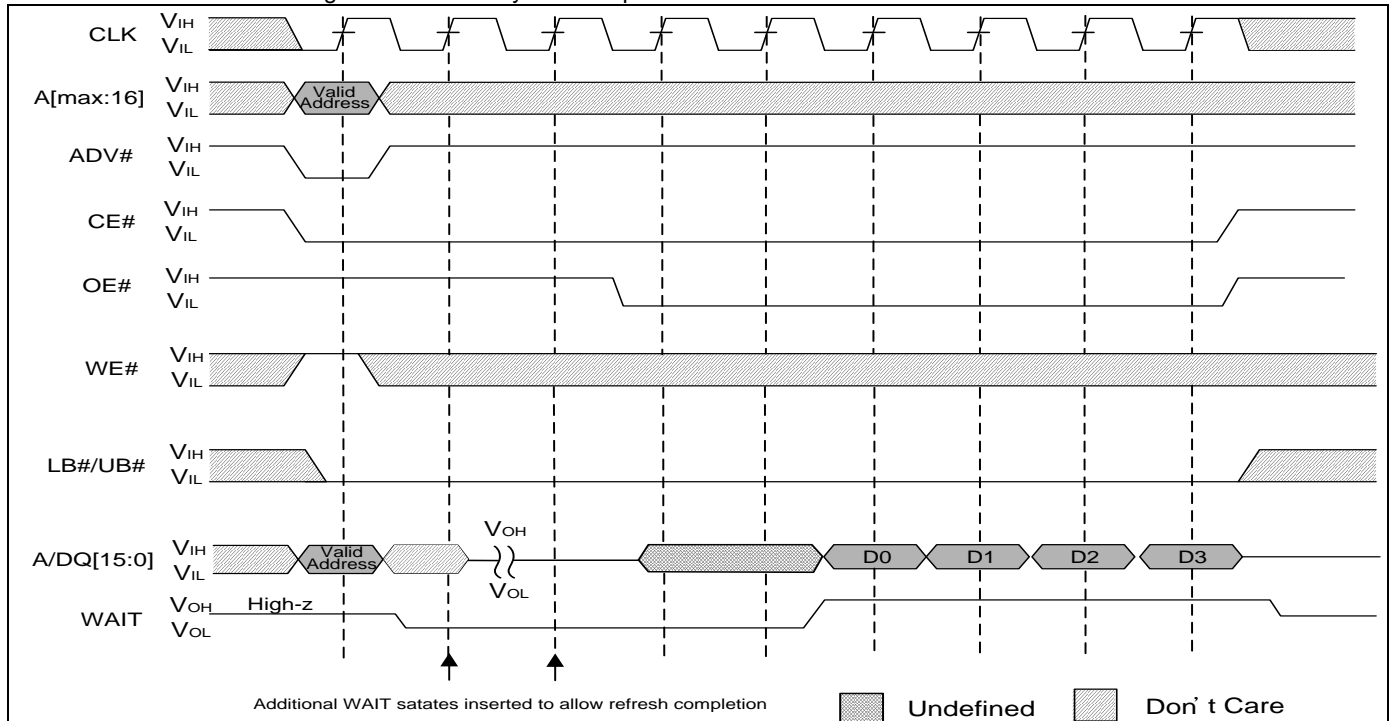 CLK VIH
VIL
A[max:16] VIH
VIL
Valid
Address
ADV# VIH
VIL
CE# VIH
VIL
OE# VIH
VIL
WE# VIH
VIL
LB#/UB# VIH
VIL
A/DQ[15:0] VIH
VIL
Valid
Address
VOH
VOL
D0 D1 D2 D3
WAIT VOH High-z
VOL
Additional WAIT satates inserted to allow refresh completion
Undefined Don' t Care